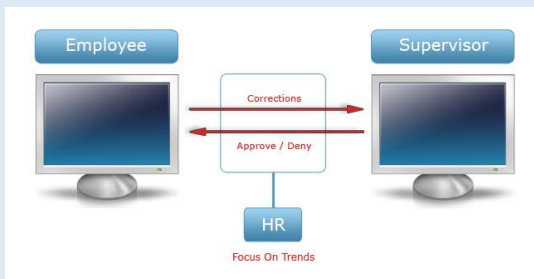 Employee
Supervisor
Corrections
Approve / Deny
HR
Focus On Trends